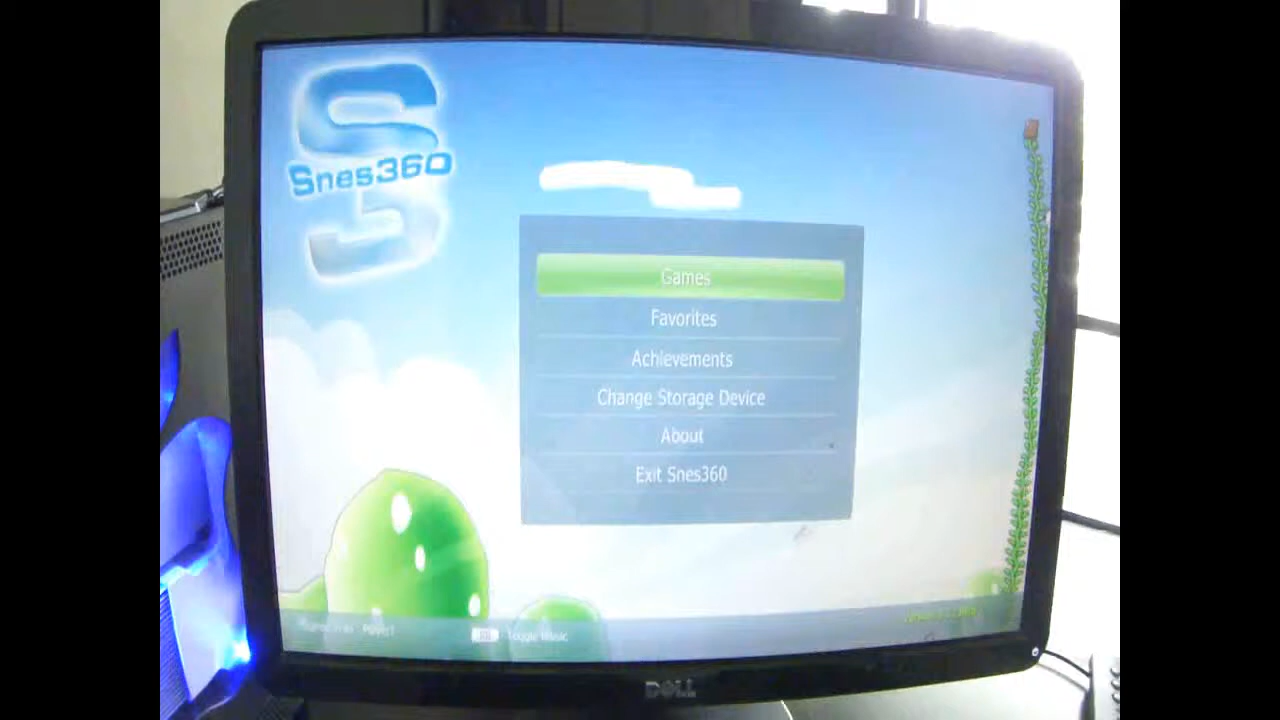 Snes360
Games
Favorites
Achievements
Change Storage Device
About
Exit Snes360
Toggle Music
DELL